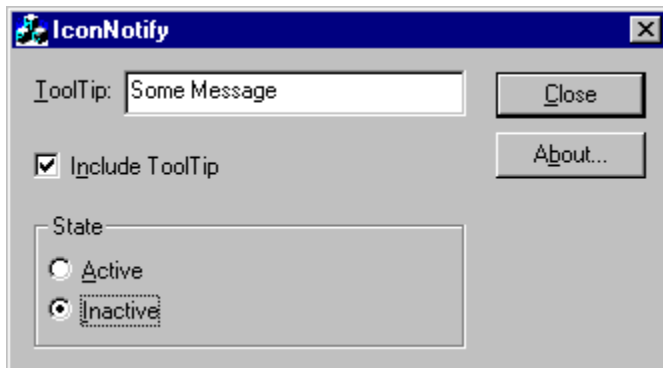 IconNotify
ToolTip: Some Message
Close
About...
Include ToolTip
State
Active
Inactive